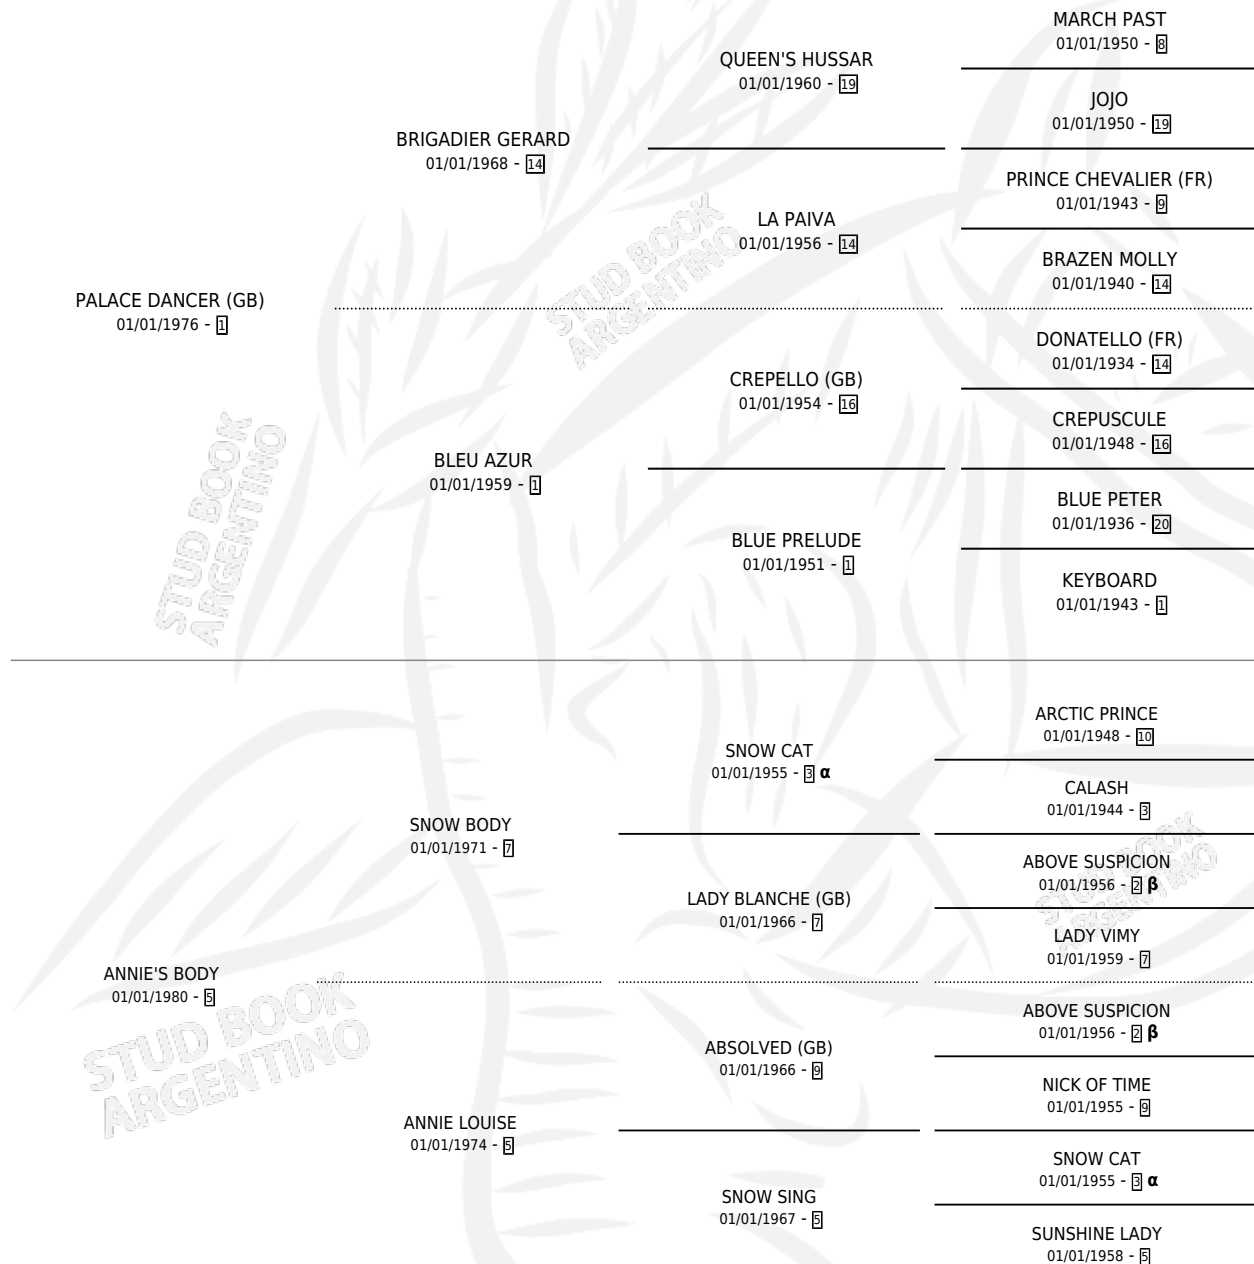 MARCH PAST
01/01/1950 - 8
QUEEN'S HUSSAR
01/01/1960 - 19
JOJO
01/01/1950 - 19
BRIGADIER GERARD
01/01/1968 - 14
PRINCE CHEVALIER (FR)
01/01/1943 - 9
LA PAIVA
01/01/1956 - 14
BRAZEN MOLLY
01/01/1940 - 14
PALACE DANCER (GB)
01/01/1976 - 1
DONATELLO (FR)
01/01/1934 - 14
CREPELLO (GB)
01/01/1954 - 16
CREPUSCULE
01/01/1948 - 16
BLEU AZUR
01/01/1959 - 1
BLUE PETER
01/01/1936 - 20
BLUE PRELUDE
01/01/1951 - 1
KEYBOARD
01/01/1943 - 1
ARCTIC PRINCE
01/01/1948 - 10
SNOW CAT
01/01/1955 - 3 α
CALASH
01/01/1944 - 3
SNOW BODY
01/01/1971 - 7
ABOVE SUSPICION
01/01/1956 - 2 β
LADY BLANCHE (GB)
01/01/1966 - 7
LADY VIMY
01/01/1959 - 7
ANNIE'S BODY
01/01/1980 - 5
ABOVE SUSPICION
01/01/1956 - 2 β
ABSOLVED (GB)
01/01/1966 - 9
NICK OF TIME
01/01/1955 - 9
ANNIE LOUISE
01/01/1974 - 5
SNOW CAT
01/01/1955 - 3 α
SNOW SING
01/01/1967 - 5
SUNSHINE LADY
01/01/1958 - 5
STUD BOOK
ARGENTINO
STUD BOOK
ARGENTINO
STUD BOOK
ARGENTINO
STUD BOOK
ARGENTINO